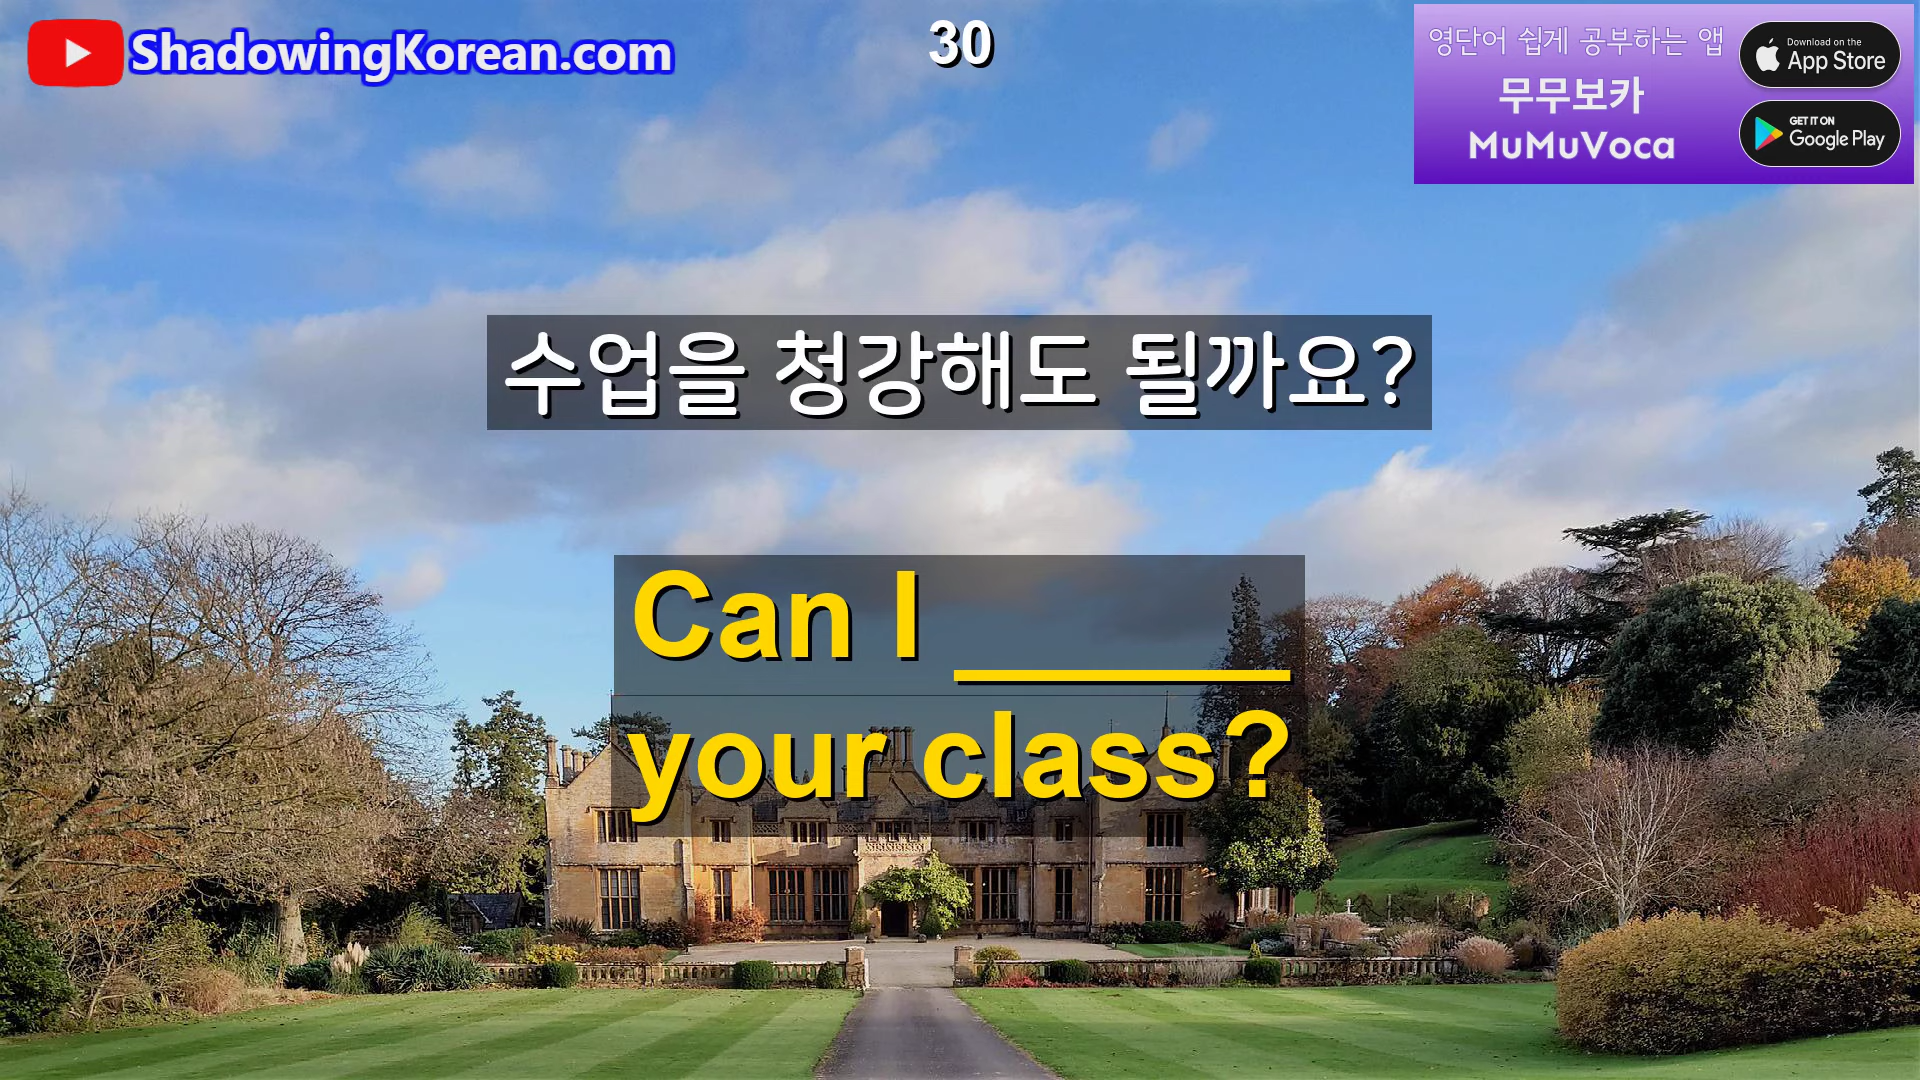 ShadowingKorean.com
30
영단어 쉽게 공부하는 앱
무무보카
MuMuVoca
Download on the
App Store
GET IT ON
Google Play
수업을 청강해도 될까요?
Can I ______
your class?